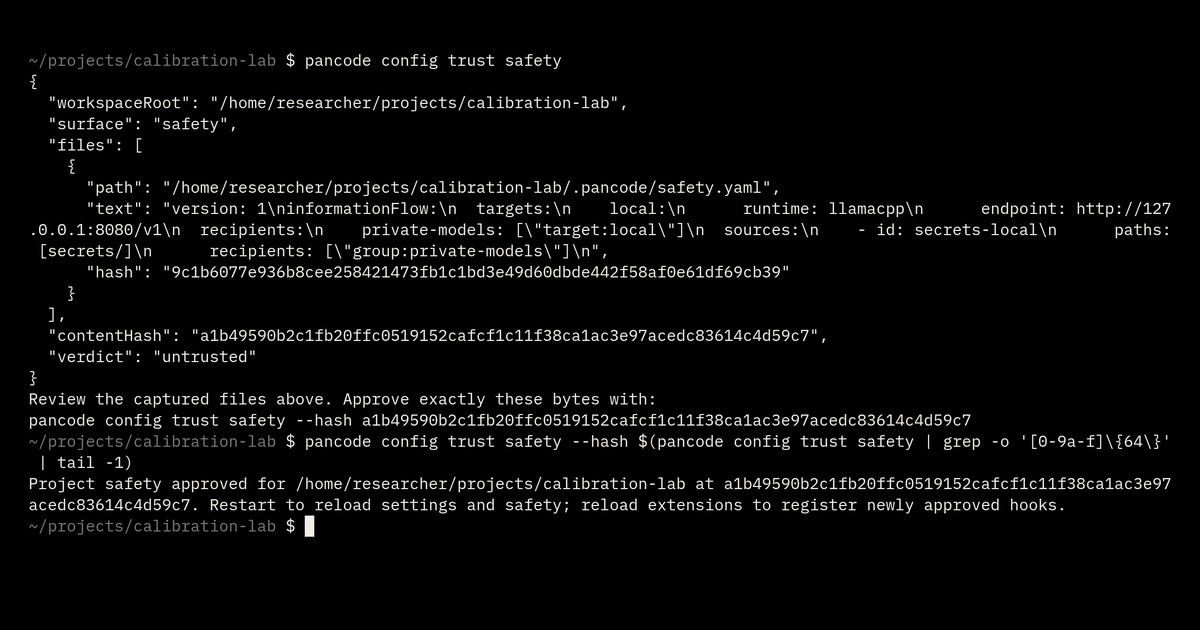 ~/projects/calibration-lab $ pancode config trust safety
{
  "workspaceRoot": "/home/researcher/projects/calibration-lab",
  "surface": "safety",
  "files": [
    {
      "path": "/home/researcher/projects/calibration-lab/.pancode/safety.yaml",
      "text": "version: 1\ninformationFlow:\n  targets:\n    local:\n      runtime: llamacpp\n      endpoint: http://127
.0.0.1:8080/v1\n  recipients:\n    private-models: [\"target:local\"]\n  sources:\n    - id: secrets-local\n      paths:
 [secrets/]\n      recipients: [\"group:private-models\"]\n",
      "hash": "9c1b6077e936b8cee258421473fb1c1bd3e49d60dbde442f58af0e61df69cb39"
    }
  ],
  "contentHash": "a1b49590b2c1fb20ffc0519152cafcf1c11f38ca1ac3e97acedc83614c4d59c7",
  "verdict": "untrusted"
}
Review the captured files above. Approve exactly these bytes with:
pancode config trust safety --hash a1b49590b2c1fb20ffc0519152cafcf1c11f38ca1ac3e97acedc83614c4d59c7
~/projects/calibration-lab $ pancode config trust safety --hash $(pancode config trust safety | grep -o '[0-9a-f]\{64\}'
 | tail -1)
Project safety approved for /home/researcher/projects/calibration-lab at a1b49590b2c1fb20ffc0519152cafcf1c11f38ca1ac3e97
acedc83614c4d59c7. Restart to reload settings and safety; reload extensions to register newly approved hooks.
~/projects/calibration-lab $